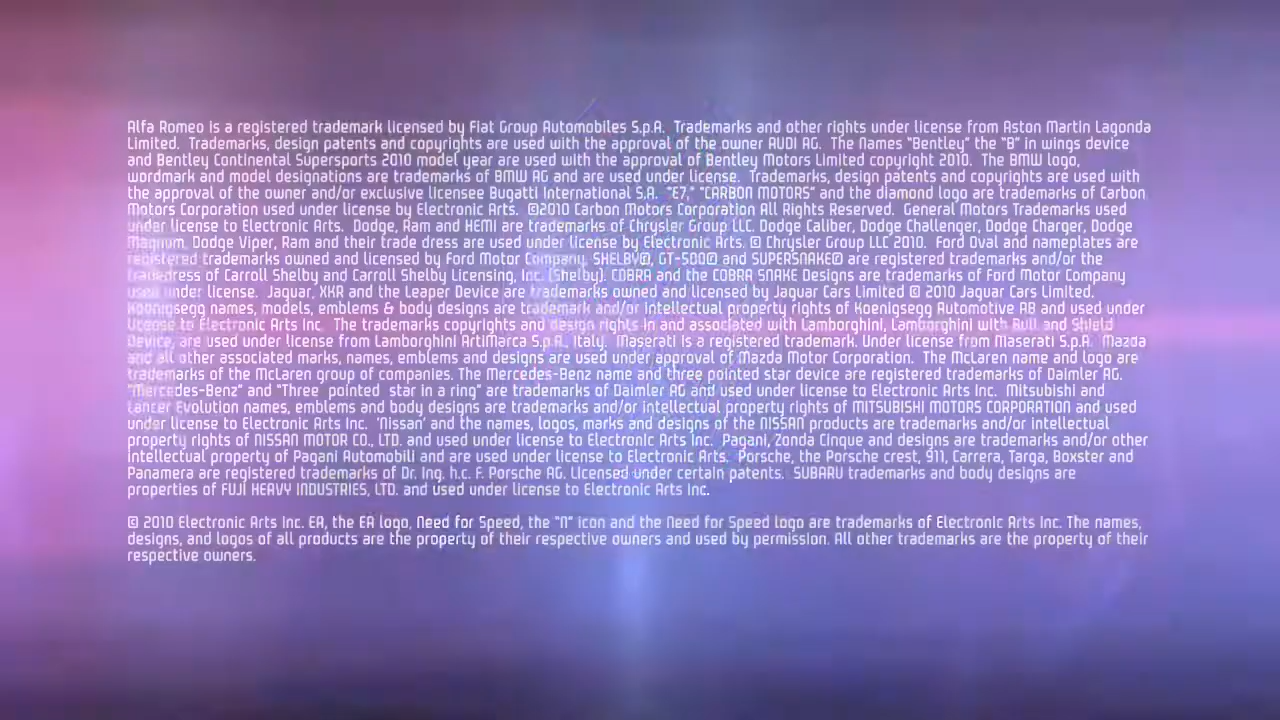 Alfa Romeo is a registered trademark licensed by Fiat Group Automobiles S.p.A.  Trademarks and other rights under license from Aston Martin Lagonda
Limited.  Trademarks, design patents and copyrights are used with the approval of the owner AUDI AG.  The Names "Bentley" the "B" in wings device
and Bentley Continental Supersports 2010 model year are used with the approval of Bentley Motors Limited copyright 2010.  The BMW logo,
wordmark and model designations are trademarks of BMW AG and are used under license.  Trademarks, design patents and copyrights are used with
the approval of the owner and/or exclusive licensee Bugatti International S.A.  "E7," "CARBON MOTORS" and the diamond logo are trademarks of Carbon
Motors Corporation used under license by Electronic Arts.  ©2010 Carbon Motors Corporation All Rights Reserved.  General Motors Trademarks used
under license to Electronic Arts.  Dodge, Ram and HEMI are trademarks of Chrysler Group LLC. Dodge Caliber, Dodge Challenger, Dodge Charger, Dodge
Magnum, Dodge Viper, Ram and their trade dress are used under license by Electronic Arts. © Chrysler Group LLC 2010.  Ford Oval and nameplates are
registered trademarks owned and licensed by Ford Motor Company. SHELBY®, GT-500® and SUPERSNAKE® are registered trademarks and/or the
tradedress of Carroll Shelby and Carroll Shelby Licensing, Inc. (Shelby). COBRA and the COBRA SNAKE Designs are trademarks of Ford Motor Company
used under license.  Jaguar, XKR and the Leaper Device are trademarks owned and licensed by Jaguar Cars Limited © 2010 Jaguar Cars Limited.
Koenigsegg names, models, emblems & body designs are trademark and/or intellectual property rights of Koenigsegg Automotive AB and used under
license to Electronic Arts Inc.  The trademarks copyrights and design rights in and associated with Lamborghini, Lamborghini with Bull and Shield
Device, are used under license from Lamborghini ArtiMarca S.p.A., Italy.  Maserati is a registered trademark. Under license from Maserati S.p.A.  Mazda
and all other associated marks, names, emblems and designs are used under approval of Mazda Motor Corporation.  The McLaren name and logo are
trademarks of the McLaren group of companies. The Mercedes-Benz name and three pointed star device are registered trademarks of Daimler AG.
"Mercedes-Benz" and "Three  pointed  star in a ring" are trademarks of Daimler AG and used under license to Electronic Arts Inc.  Mitsubishi and
Lancer Evolution names, emblems and body designs are trademarks and/or intellectual property rights of MITSUBISHI MOTORS CORPORATION and used
under license to Electronic Arts Inc.  'Nissan' and the names, logos, marks and designs of the NISSAN products are trademarks and/or intellectual
property rights of NISSAN MOTOR CO., LTD. and used under license to Electronic Arts Inc.  Pagani, Zonda Cinque and designs are trademarks and/or other
intellectual property of Pagani Automobili and are used under license to Electronic Arts.  Porsche, the Porsche crest, 911, Carrera, Targa, Boxster and
Panamera are registered trademarks of Dr. Ing. h.c. F. Porsche AG. Licensed under certain patents.  SUBARU trademarks and body designs are
properties of FUJI HEAVY INDUSTRIES, LTD. and used under license to Electronic Arts Inc.
© 2010 Electronic Arts Inc. EA, the EA logo, Need for Speed, the "N" icon and the Need for Speed logo are trademarks of Electronic Arts Inc. The names,
designs, and logos of all products are the property of their respective owners and used by permission. All other trademarks are the property of their
respective owners.